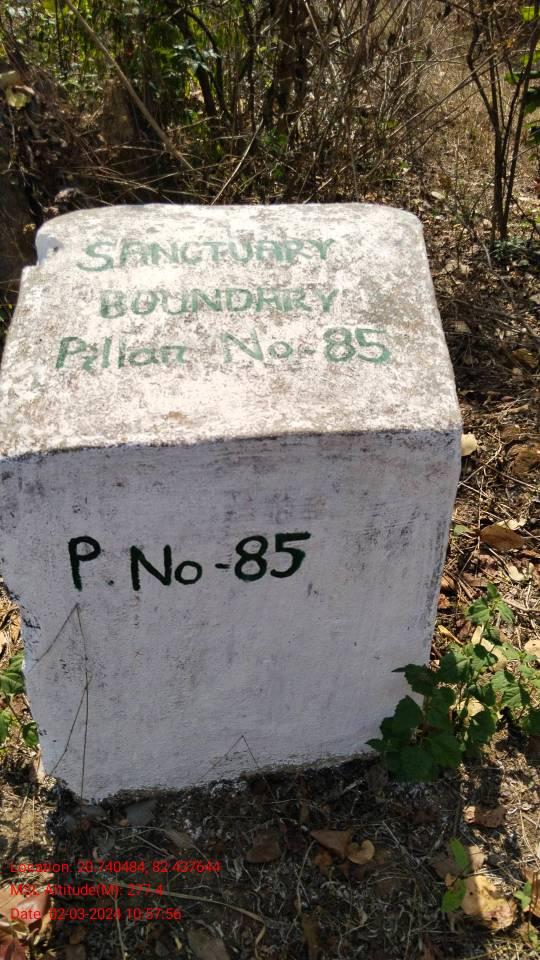 SANCTUARY
BOUNDARY
Pillar No-85
P. No-85
Location: 20.740484, 82.437644
MSL Altitude(M): 277.4
Date: 02-03-2024 10:57:56